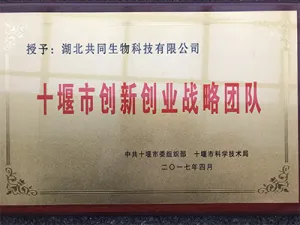 授予：湖北共同生物科技有限公司
十堰市创新创业战略团队
中共十堰市委组织部 十堰市科学技术局
二〇一七年四月